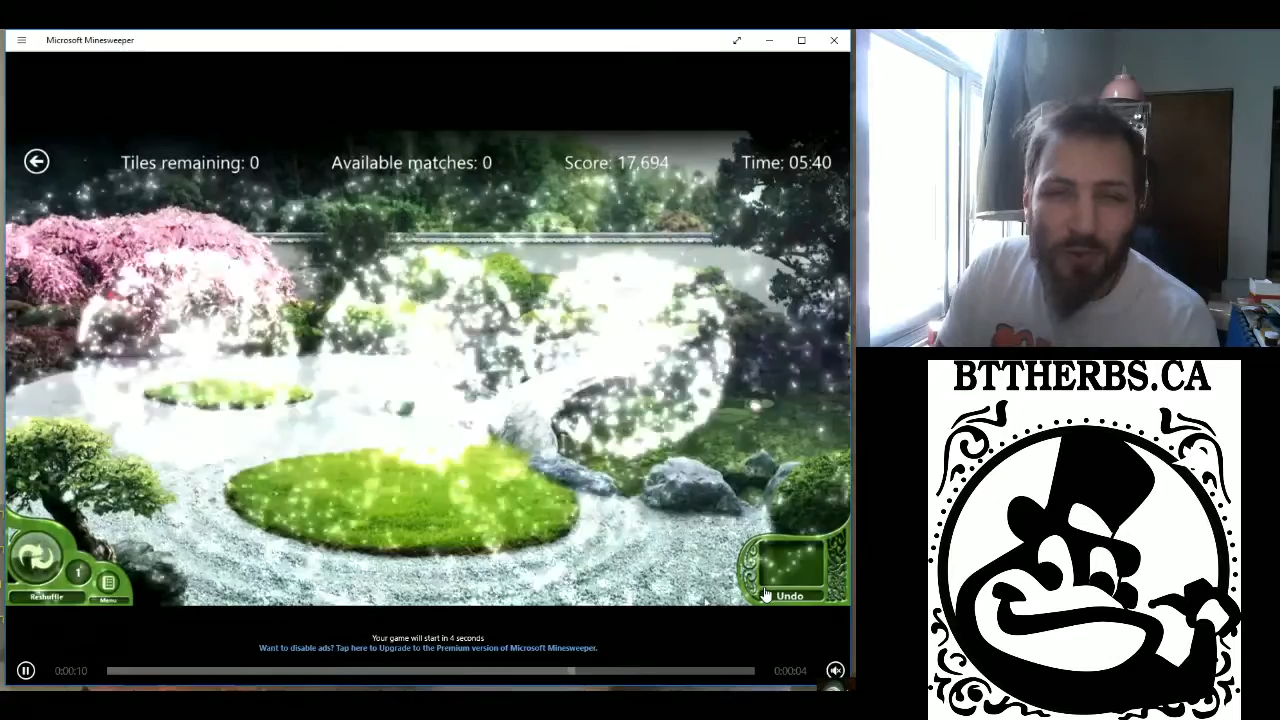 Microsoft Minesweeper
Tiles remaining: 0
Available matches: 0
Score: 17,694
Time: 05:40
1
Reshuffle
Menu
Undo
Your game will start in 4 seconds
Want to disable ads? Tap here to Upgrade to the Premium version of Microsoft Minesweeper.
0:00:10
0:00:04
BTTHERBS.CA